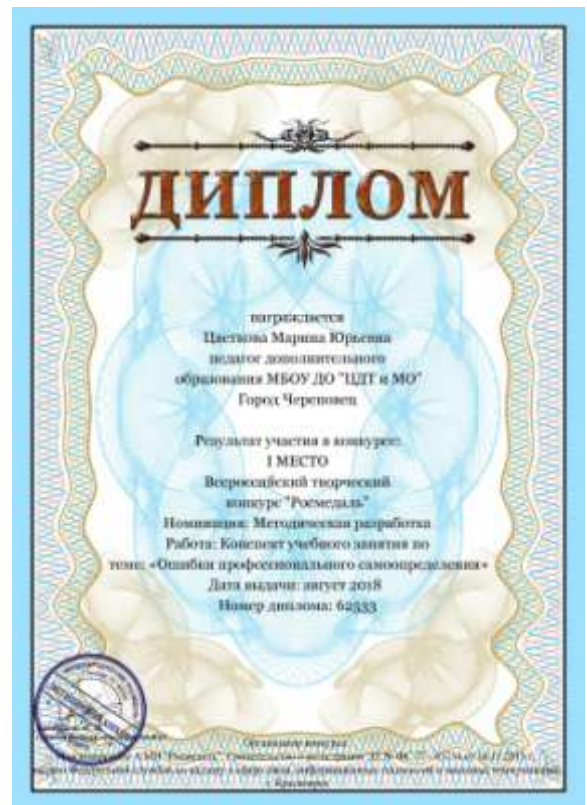 ДИПЛОМ
награждается
Цветкова Марина Юрьевна
педагог дополнительного
образования МБОУ ДО "ЦДТ и МО"
Город Череповец
Результат участия в конкурсе:
I МЕСТО
Всероссийский творческий
конкурс "Росмедаль"
Номинация: Методическая разработка
Работа: Конспект учебного занятия по
теме: «Ошибки профессионального самоопределения»
Дата выдачи: август 2018
Номер диплома: 62333
Организатор конкурса
г. Красноярск